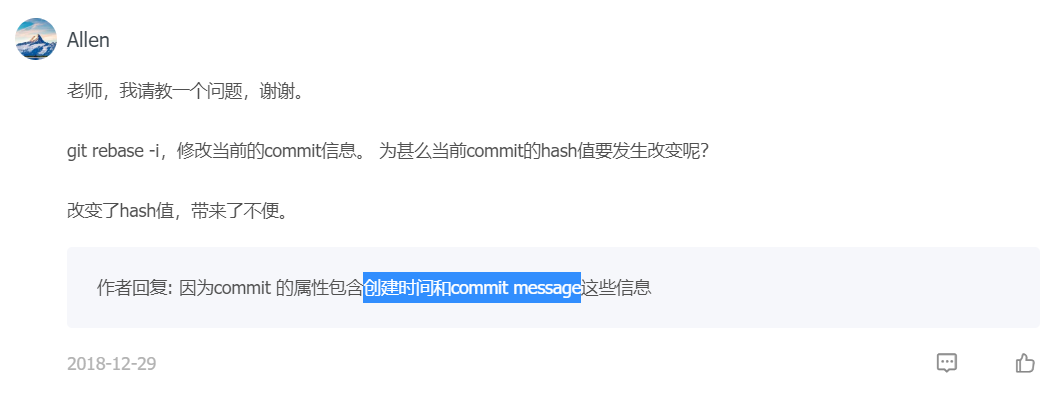 Allen
老师，我请教一个问题，谢谢。
git rebase -i，修改当前的commit信息。 为甚么当前commit的hash值要发生改变呢？
改变了hash值，带来了不便。
作者回复: 因为commit 的属性包含创建时间和commit message这些信息
2018-12-29